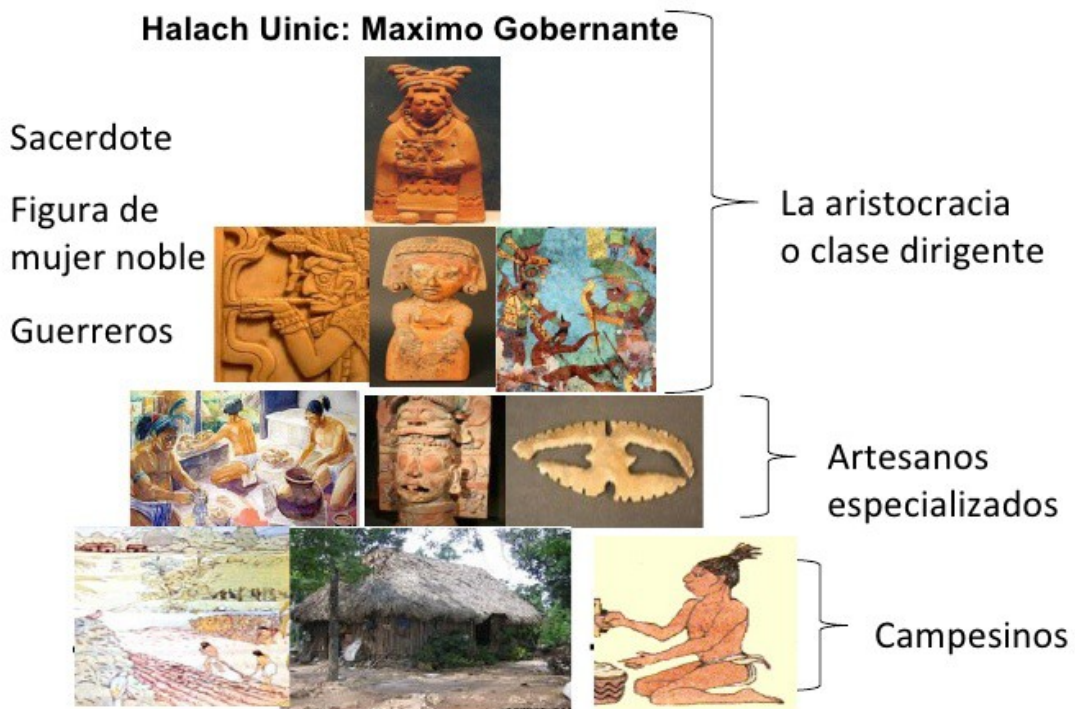 Halach Uinic: Maximo Gobernante
Sacerdote
Figura de
mujer noble
Guerreros
La aristocracia
o clase dirigente
Artesanos
especializados
Campesinos